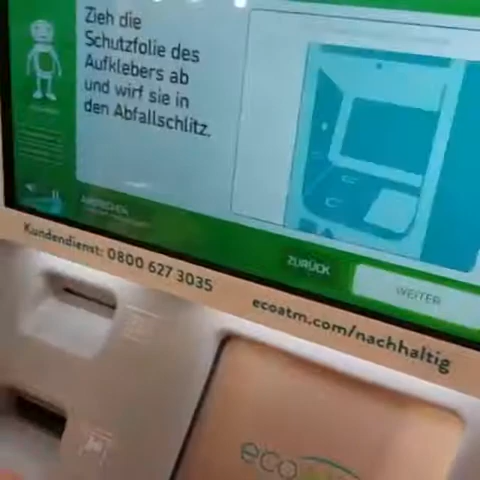 Zieh die
Schutzfolie des
Aufklebers ab
und wirf sie in
den Abfallschlitz.
ZURÜCK
WEITER
Kundendienst: 0800 627 3035
ecoatm.com/nachhaltig
eco